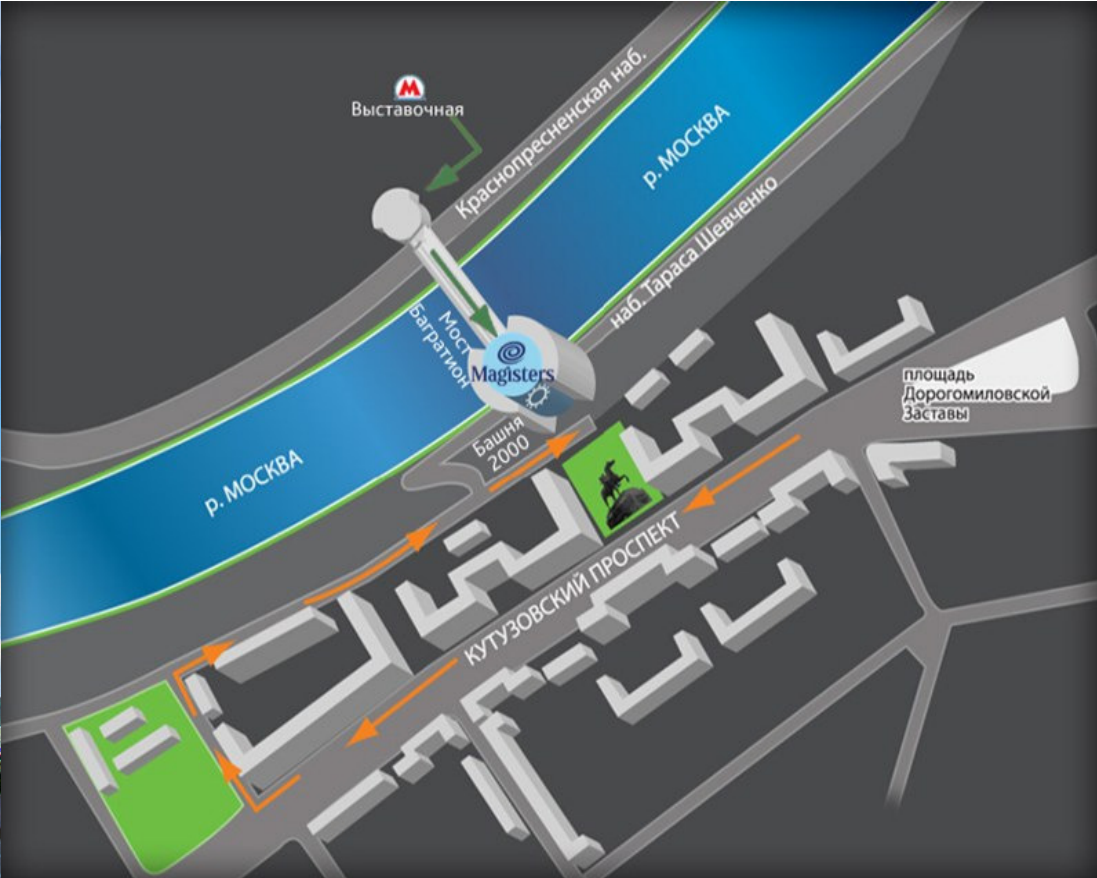 М
Выставочная
Краснопресненская наб.
р. МОСКВА
наб. Тараса Шевченко
Мост
Багратион
Magisters
площадь
Дорогомиловской
Заставы
Башня
2000
р. МОСКВА
КУТУЗОВСКИЙ ПРОСПЕКТ